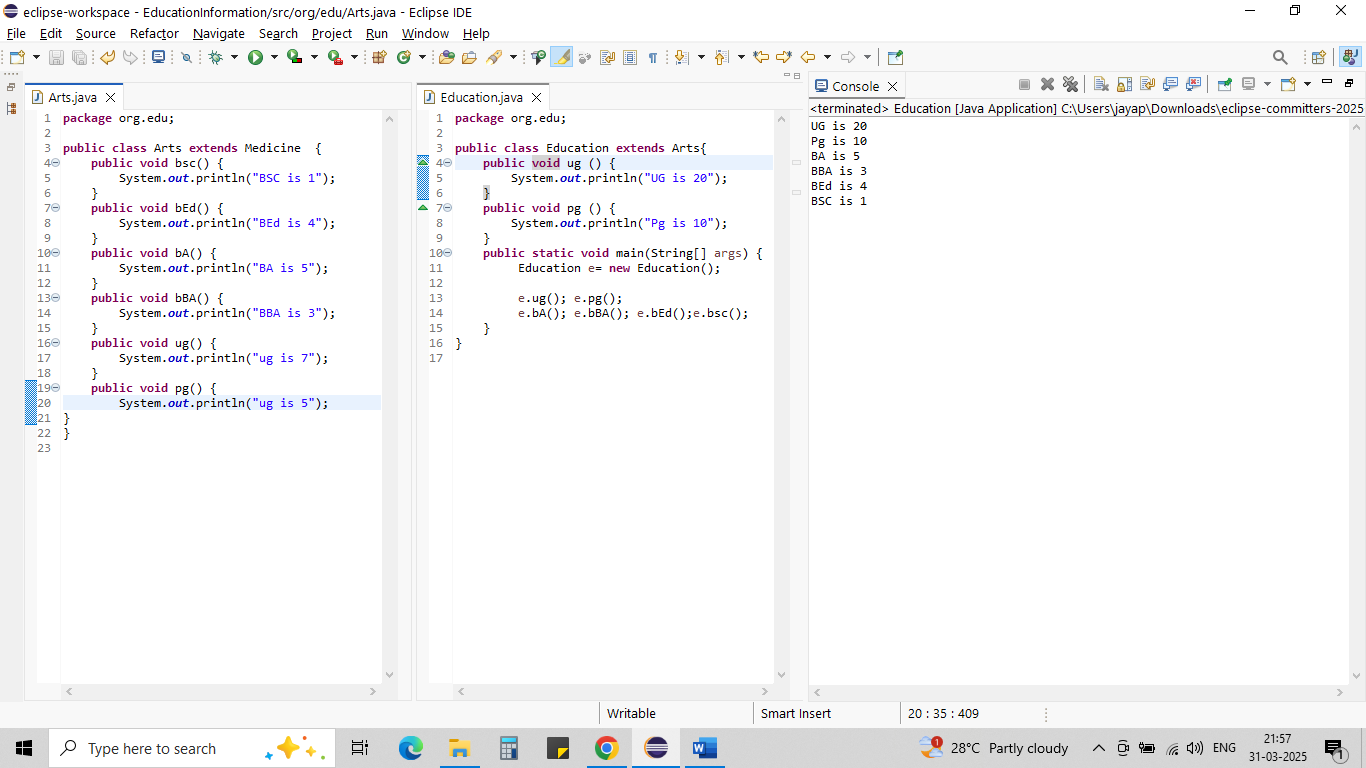 eclipse-workspace - EducationInformation/src/org/edu/Arts.java - Eclipse IDE
File Edit Source Refactor Navigate Search Project Run Window Help
Arts.java
1 package org.edu;
2
3 public class Arts extends Medicine  {
4     public void bsc() {
5         System.out.println("BSC is 1");
6     }
7     public void bEd() {
8         System.out.println("BEd is 4");
9     }
10     public void bA() {
11         System.out.println("BA is 5");
12     }
13     public void bBA() {
14         System.out.println("BBA is 3");
15     }
16     public void ug() {
17         System.out.println("ug is 7");
18     }
19     public void pg() {
20         System.out.println("ug is 5");
21 }
22 }
23
Education.java
1 package org.edu;
2
3 public class Education extends Arts{
4     public void ug () {
5         System.out.println("UG is 20");
6     }
7     public void pg () {
8         System.out.println("Pg is 10");
9     }
10     public static void main(String[] args) {
11          Education e= new Education();
12
13          e.ug(); e.pg();
14          e.bA(); e.bBA(); e.bEd();e.bsc();
15     }
16 }
17
Console
<terminated> Education [Java Application] C:\Users\jayap\Downloads\eclipse-committers-2025
UG is 20
Pg is 10
BA is 5
BBA is 3
BEd is 4
BSC is 1
Writable Smart Insert 20 : 35 : 409
Type here to search
1 28°C Partly cloudy ENG 21:57
31-03-2025
1